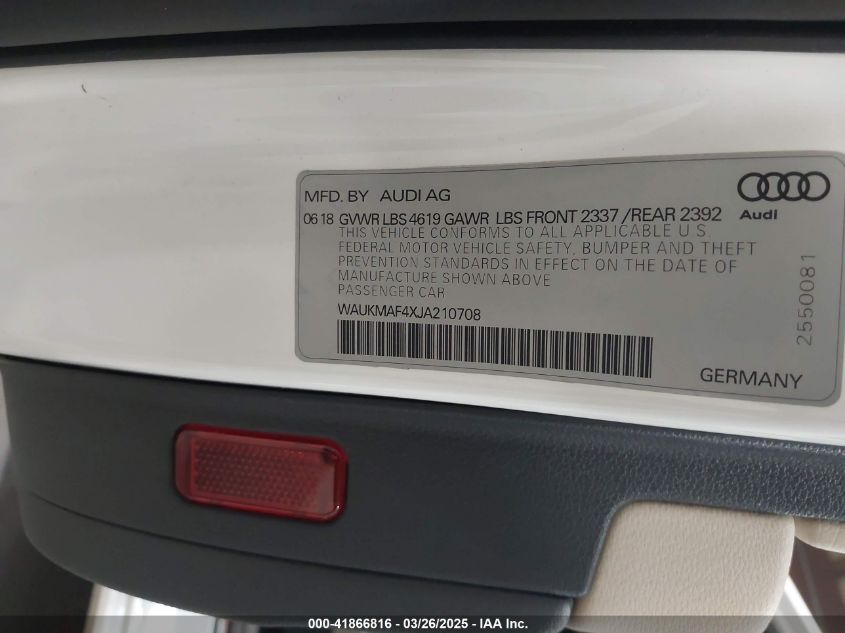 MFD. BY AUDI AG
06 18 GVWR LBS 4619 GAWR LBS FRONT 2337 /REAR 2392
THIS VEHICLE CONFORMS TO ALL APPLICABLE U S
FEDERAL MOTOR VEHICLE SAFETY, BUMPER AND THEFT
PREVENTION STANDARDS IN EFFECT ON THE DATE OF
MANUFACTURE SHOWN ABOVE
PASSENGER CAR
WAUKMAF4XJA210708
Audi
2550081
GERMANY
000-41866816 / 03/26/2025 - IAA Inc.